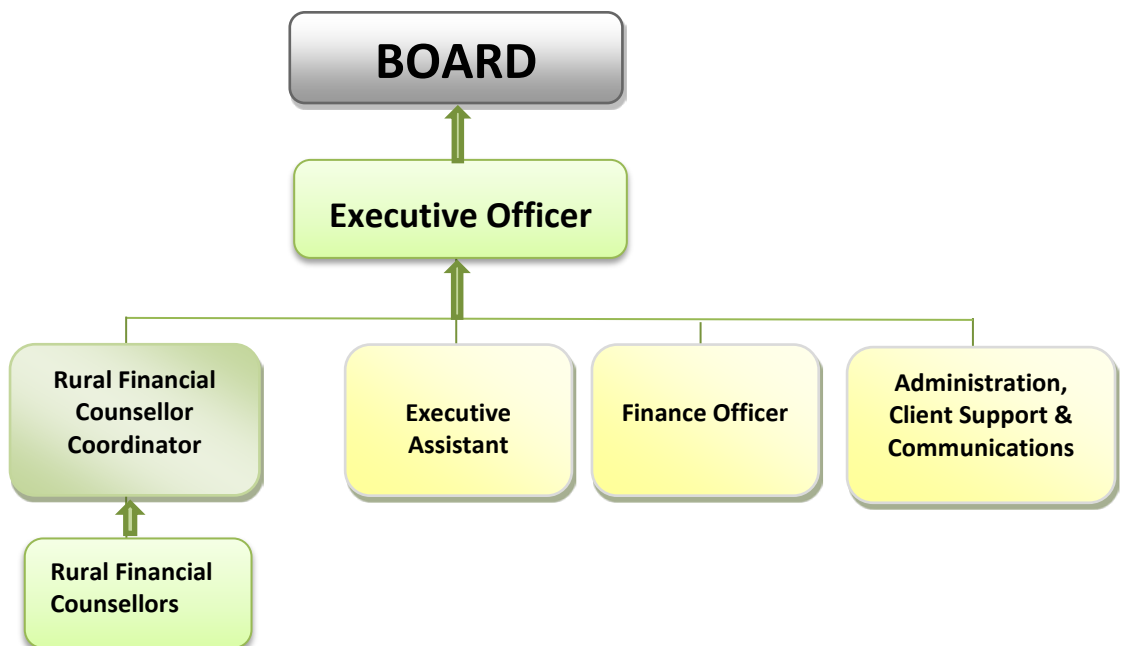 BOARD
Executive Officer
Rural Financial
Counsellor
Coordinator
Executive
Assistant
Finance Officer
Administration,
Client Support &
Communications
Rural Financial
Counsellors